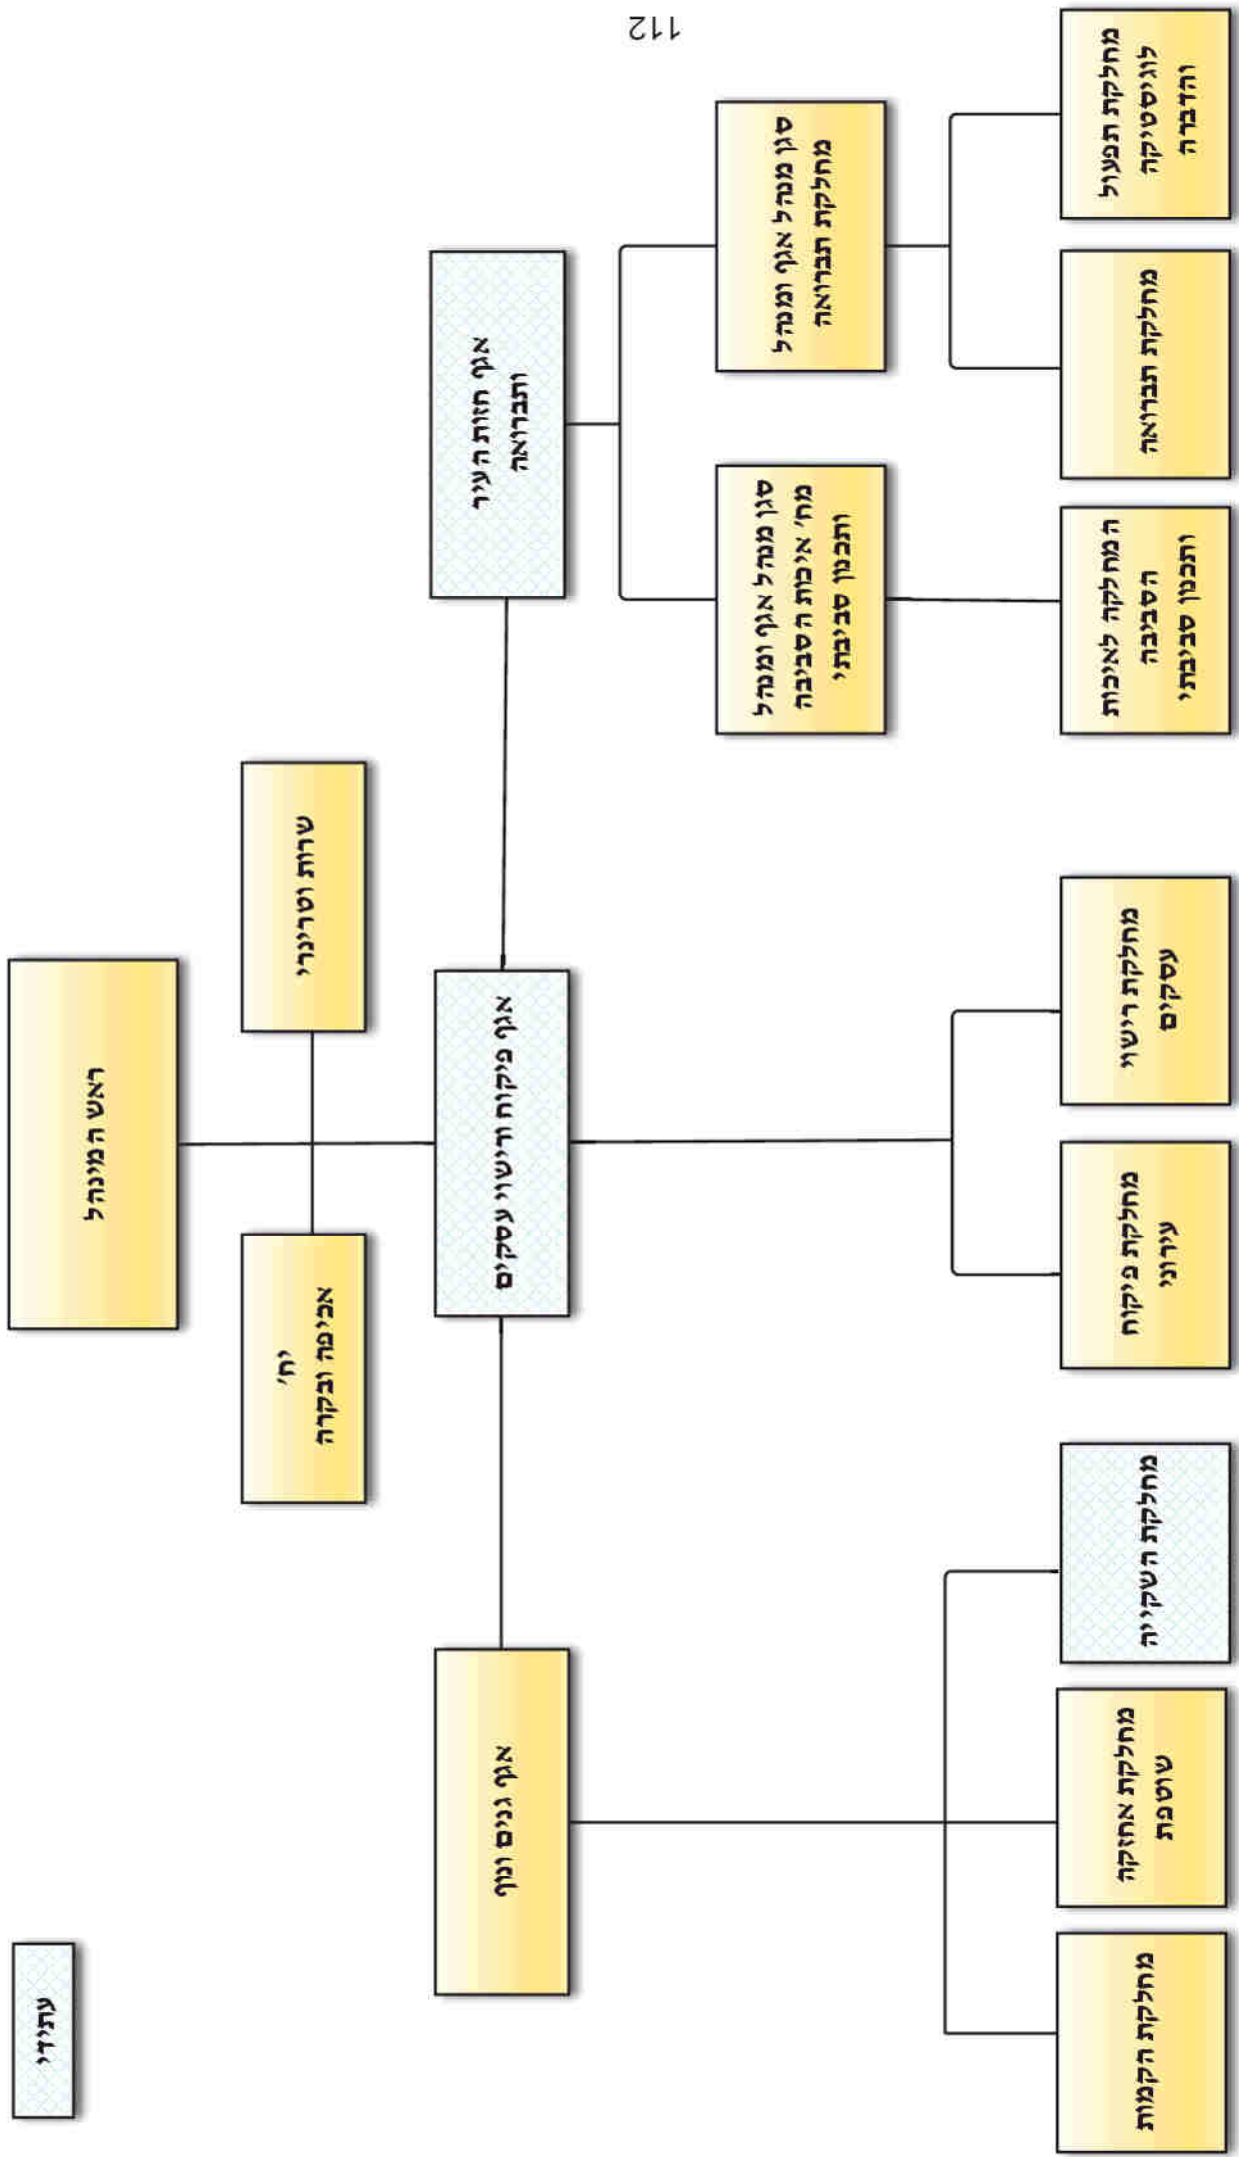 עתידי
ראש המינהל
שרות וטרינרי
יח'
אכיפה ובקרה
אגף חזות העיר
ותברואה
אגף פיקוח ורישוי עסקים
אגף גנים ונוף
סגן מנהל אגף ומנהל
מחלקת תברואה
סגן מנהל אגף ומנהל
מח' איכות הסביבה
ותכנון סביבתי
מחלקת תפעול
לוגיסטיקה
והדברה
מחלקת תברואה
המחלקה לאיכות
הסביבה
ותכנון סביבתי
מחלקת רישוי
עסקים
מחלקת פיקוח
עירוני
מחלקת השקייה
מחלקת אחזקה
שוטפת
מחלקת הקמות
112